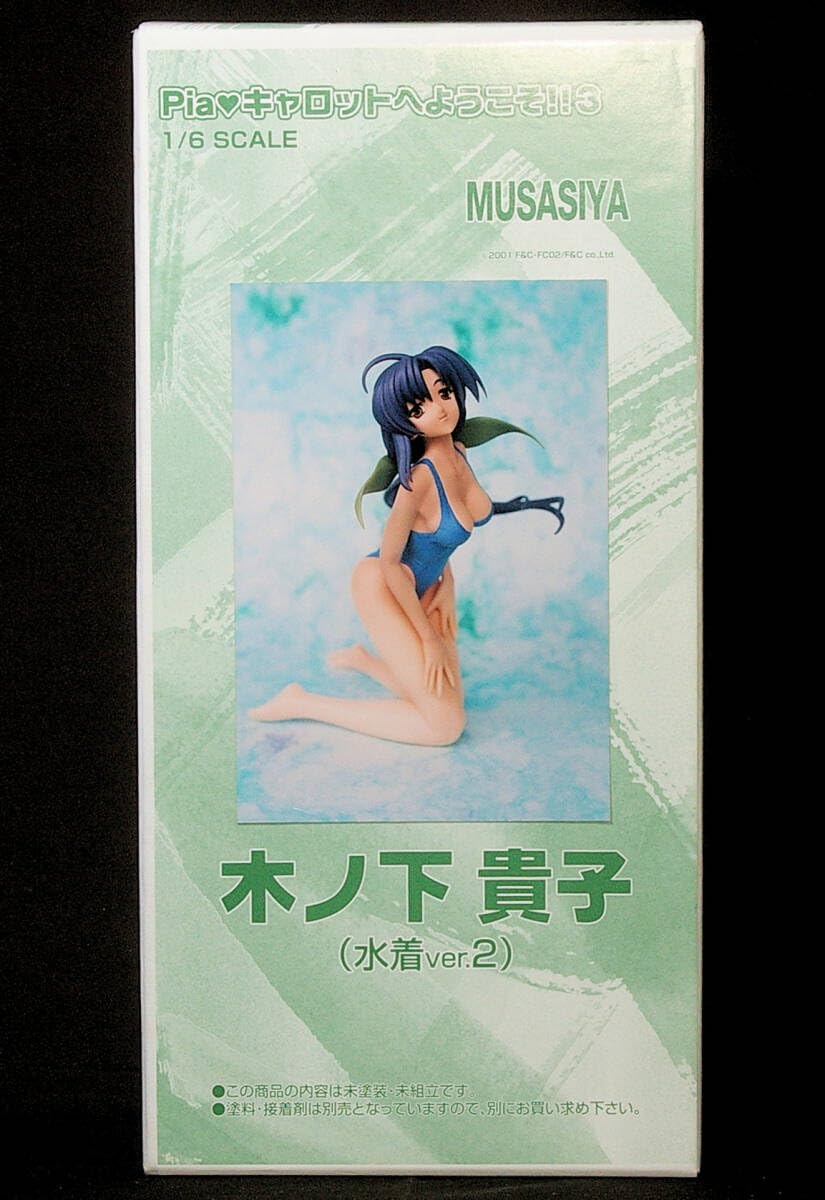 Pia♥キャロットへようこそ!!3
1/6 SCALE
MUSASIYA
©2001 F&C-FC02/F&C co.,Ltd.
木ノ下 貴子
(水着ver.2)
●この商品の内容は未塗装・未組立です。
●塗料・接着剤は別売となっていますので、別にお買い求め下さい。